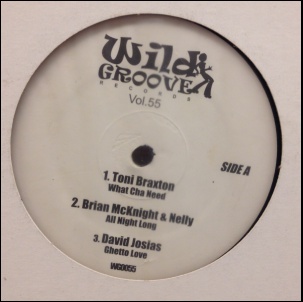 Wild
GROOVE
RECORDS
Vol.55
SIDE A
1. Toni Braxton
What Cha Need
2. Brian McKnight & Nelly
All Night Long
3. David Josias
Ghetto Love
WG0055